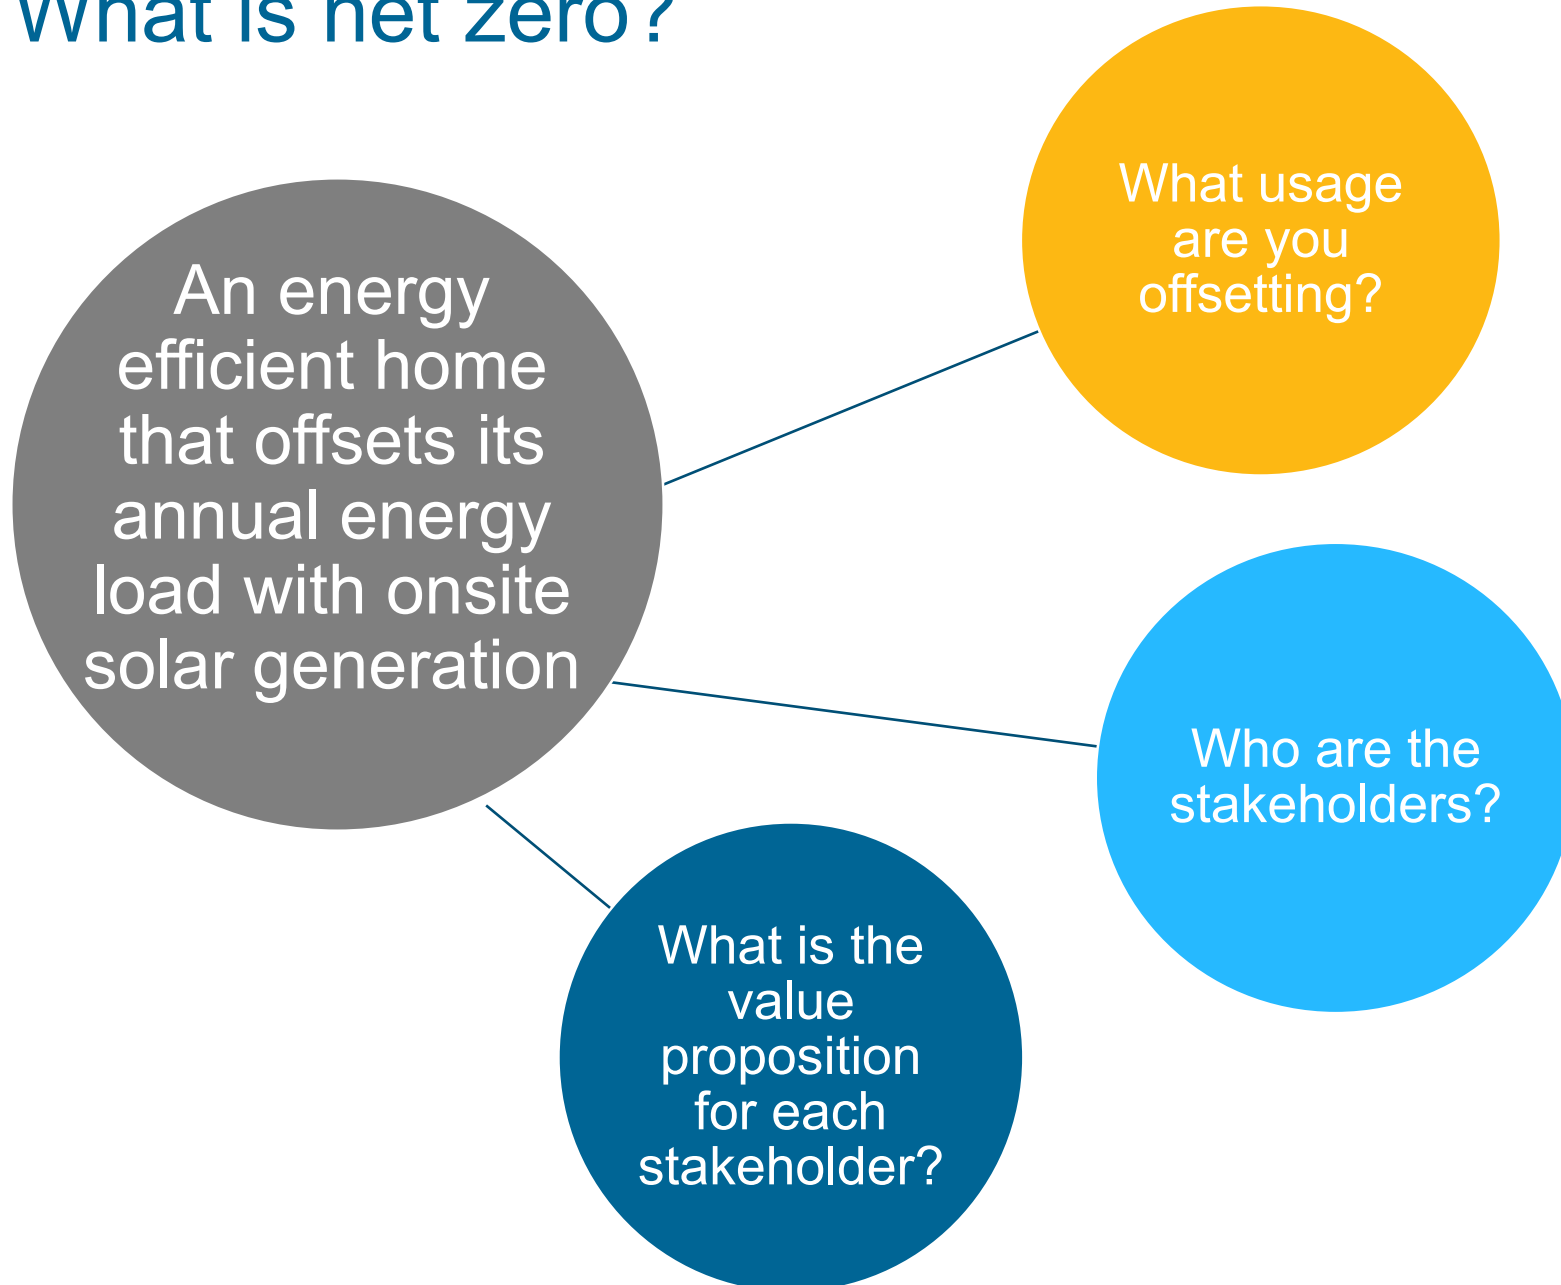 What is net zero?
An energy
efficient home
that offsets its
annual energy
load with onsite
solar generation
What usage
are you
offsetting?
Who are the
stakeholders?
What is the
value
proposition
for each
stakeholder?